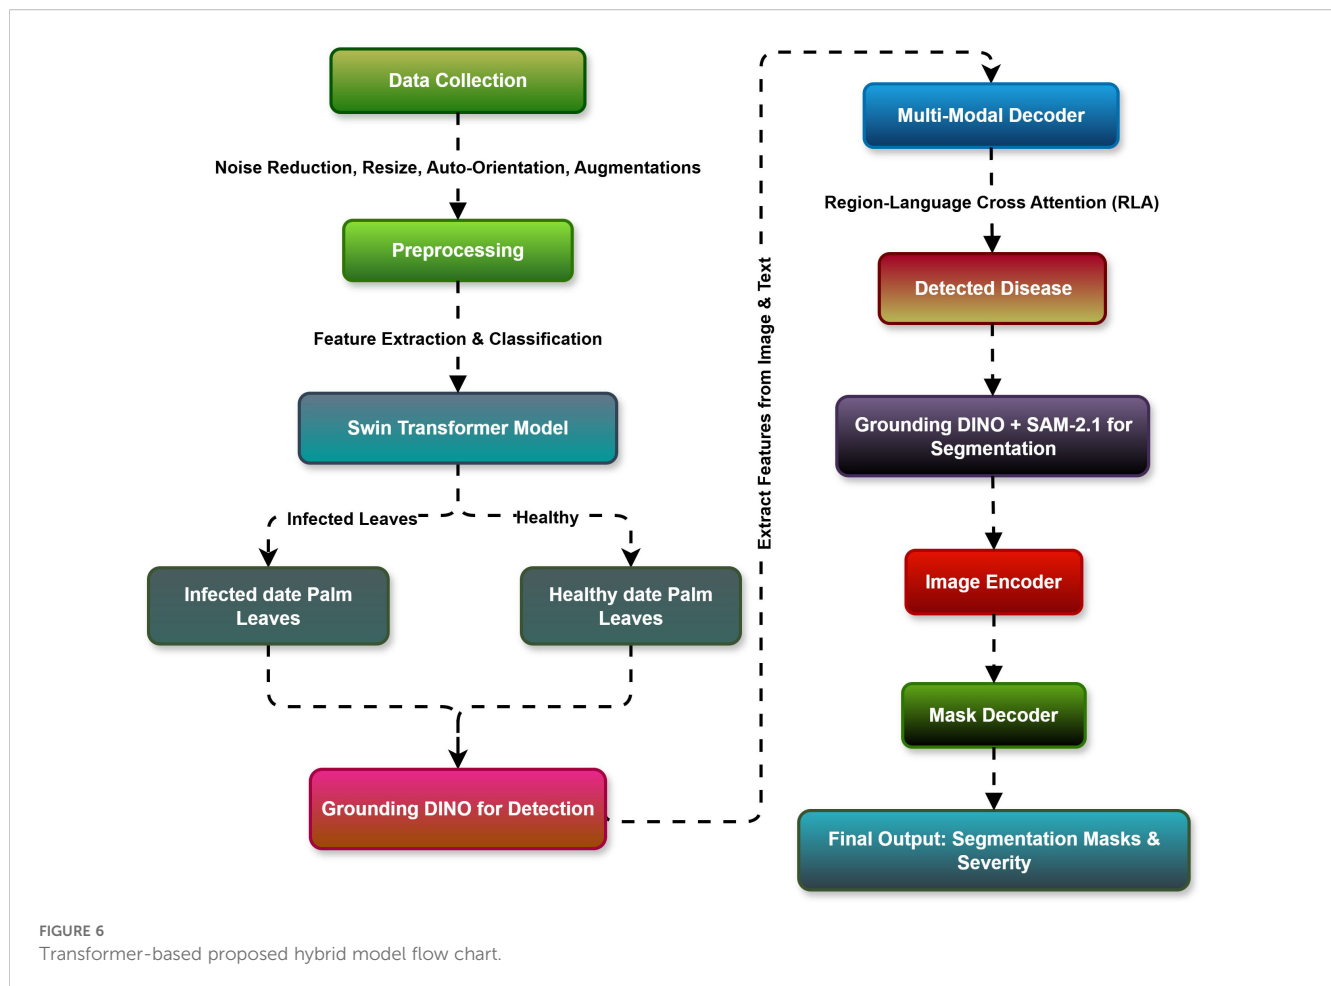 Data Collection
Noise Reduction, Resize, Auto-Orientation, Augmentations
Preprocessing
Feature Extraction & Classification
Swin Transformer Model
Infected Leaves
Healthy
Infected date Palm
Leaves
Healthy date Palm
Leaves
Grounding DINO for Detection
Extract Features from Image & Text
Multi-Modal Decoder
Region-Language Cross Attention (RLA)
Detected Disease
Grounding DINO + SAM-2.1 for
Segmentation
Image Encoder
Mask Decoder
Final Output: Segmentation Masks &
Severity
FIGURE 6
Transformer-based proposed hybrid model flow chart.